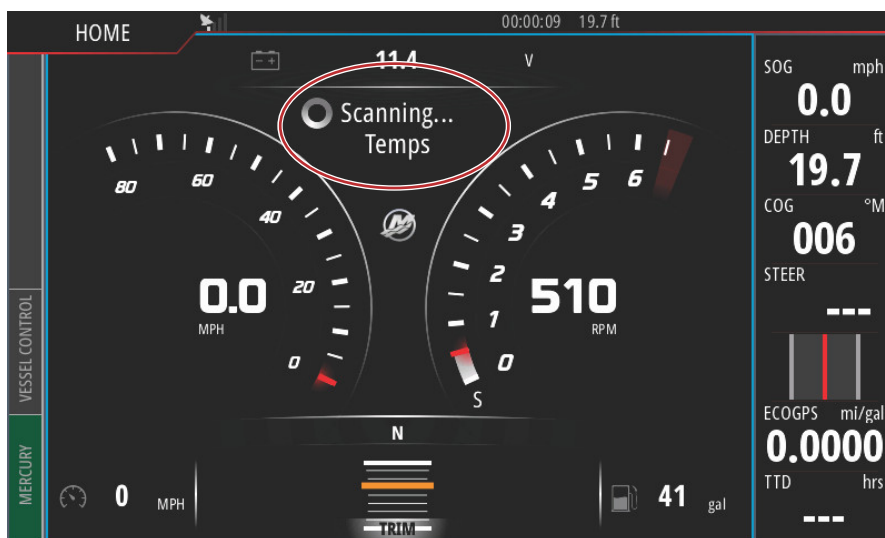 HOME
00:00:09 19.7 ft
11.4 V
Scanning...
Temps
80
60
40
20
0
0.0
MPH
6
5
4
3
2
1
0
S
510
RPM
N
0 MPH
TRIM
41 gal
VESSEL CONTROL
MERCURY
SOG mph
0.0
DEPTH ft
19.7
COG °M
006
STEER
---
ECOGPS mi/gal
0.0000
TTD hrs
---